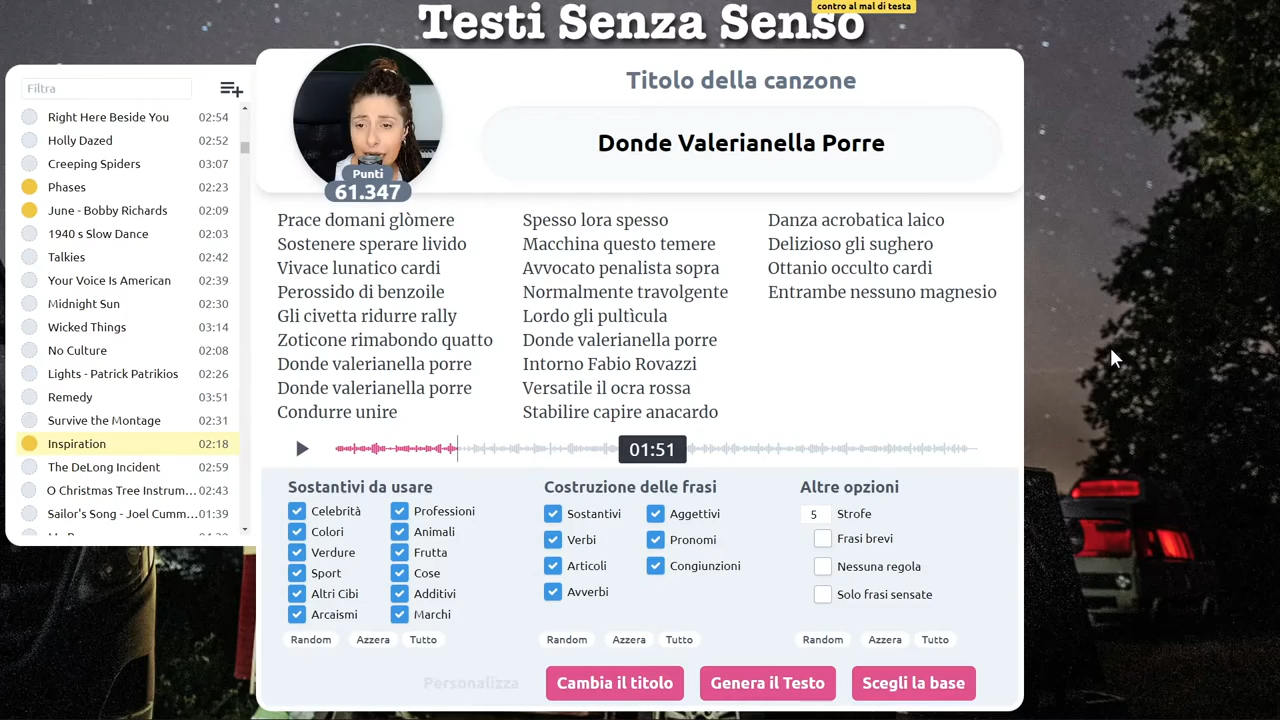 contro al mal di testa
Testi Senza Senso
Filtra
Right Here Beside You 02:54
Holly Dazed 02:52
Creeping Spiders 03:07
Phases 02:23
June - Bobby Richards 02:09
1940 s Slow Dance 02:03
Talkies 02:42
Your Voice Is American 02:39
Midnight Sun 02:30
Wicked Things 03:14
No Culture 02:08
Lights - Patrick Patrikios 02:26
Remedy 03:51
Survive the Montage 02:31
Inspiration 02:18
The DeLong Incident 02:59
O Christmas Tree Instrum... 02:43
Sailor's Song - Joel Cumm... 01:39
Punti
61.347
Titolo della canzone
Donde Valerianella Porre
Prace domani glòmere
Sostenere sperare livido
Vivace lunatico cardi
Perossido di benzoile
Gli civetta ridurre rally
Zoticone rimabondo quatto
Donde valerianella porre
Donde valerianella porre
Condurre unire
Spesso lora spesso
Macchina questo temere
Avvocato penalista sopra
Normalmente travolgente
Lordo gli pultìcula
Donde valerianella porre
Intorno Fabio Rovazzi
Versatile il ocra rossa
Stabilire capire anacardo
Danza acrobatica laico
Delizioso gli sughero
Ottanio occulto cardi
Entrambe nessuno magnesio
01:51
Sostantivi da usare
Celebrità Professioni
Colori Animali
Verdure Frutta
Sport Cose
Altri Cibi Additivi
Arcaismi Marchi
Random Azzera Tutto
Costruzione delle frasi
Sostantivi Aggettivi
Verbi Pronomi
Articoli Congiunzioni
Avverbi
Random Azzera Tutto
Altre opzioni
5 Strofe
Frasi brevi
Nessuna regola
Solo frasi sensate
Random Azzera Tutto
Personalizza Cambia il titolo Genera il Testo Scegli la base